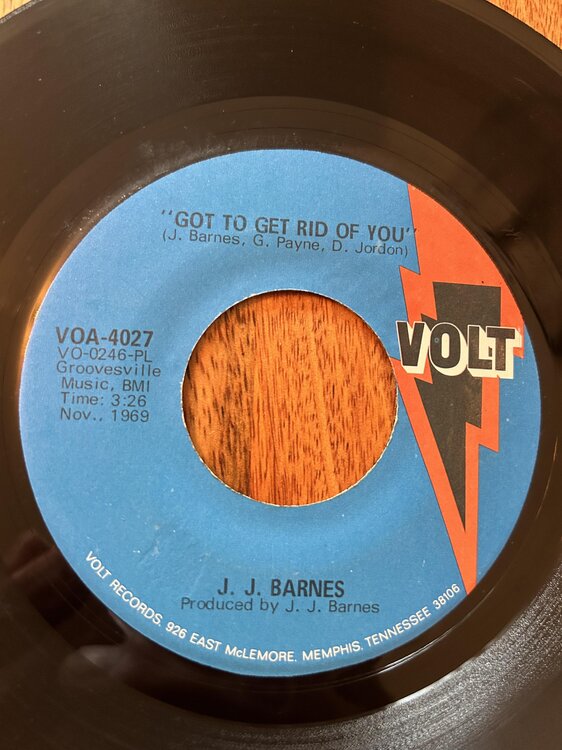 "GOT TO GET RID OF YOU"
(J. Barnes, G. Payne, D. Jordon)
VOA-4027
VO-0246-PL
Groovesville
Music, BMI
Time: 3:26
Nov., 1969
VOLT
J. J. BARNES
Produced by J. J. Barnes
VOLT RECORDS, 926 EAST McLEMORE, MEMPHIS, TENNESSEE 38106